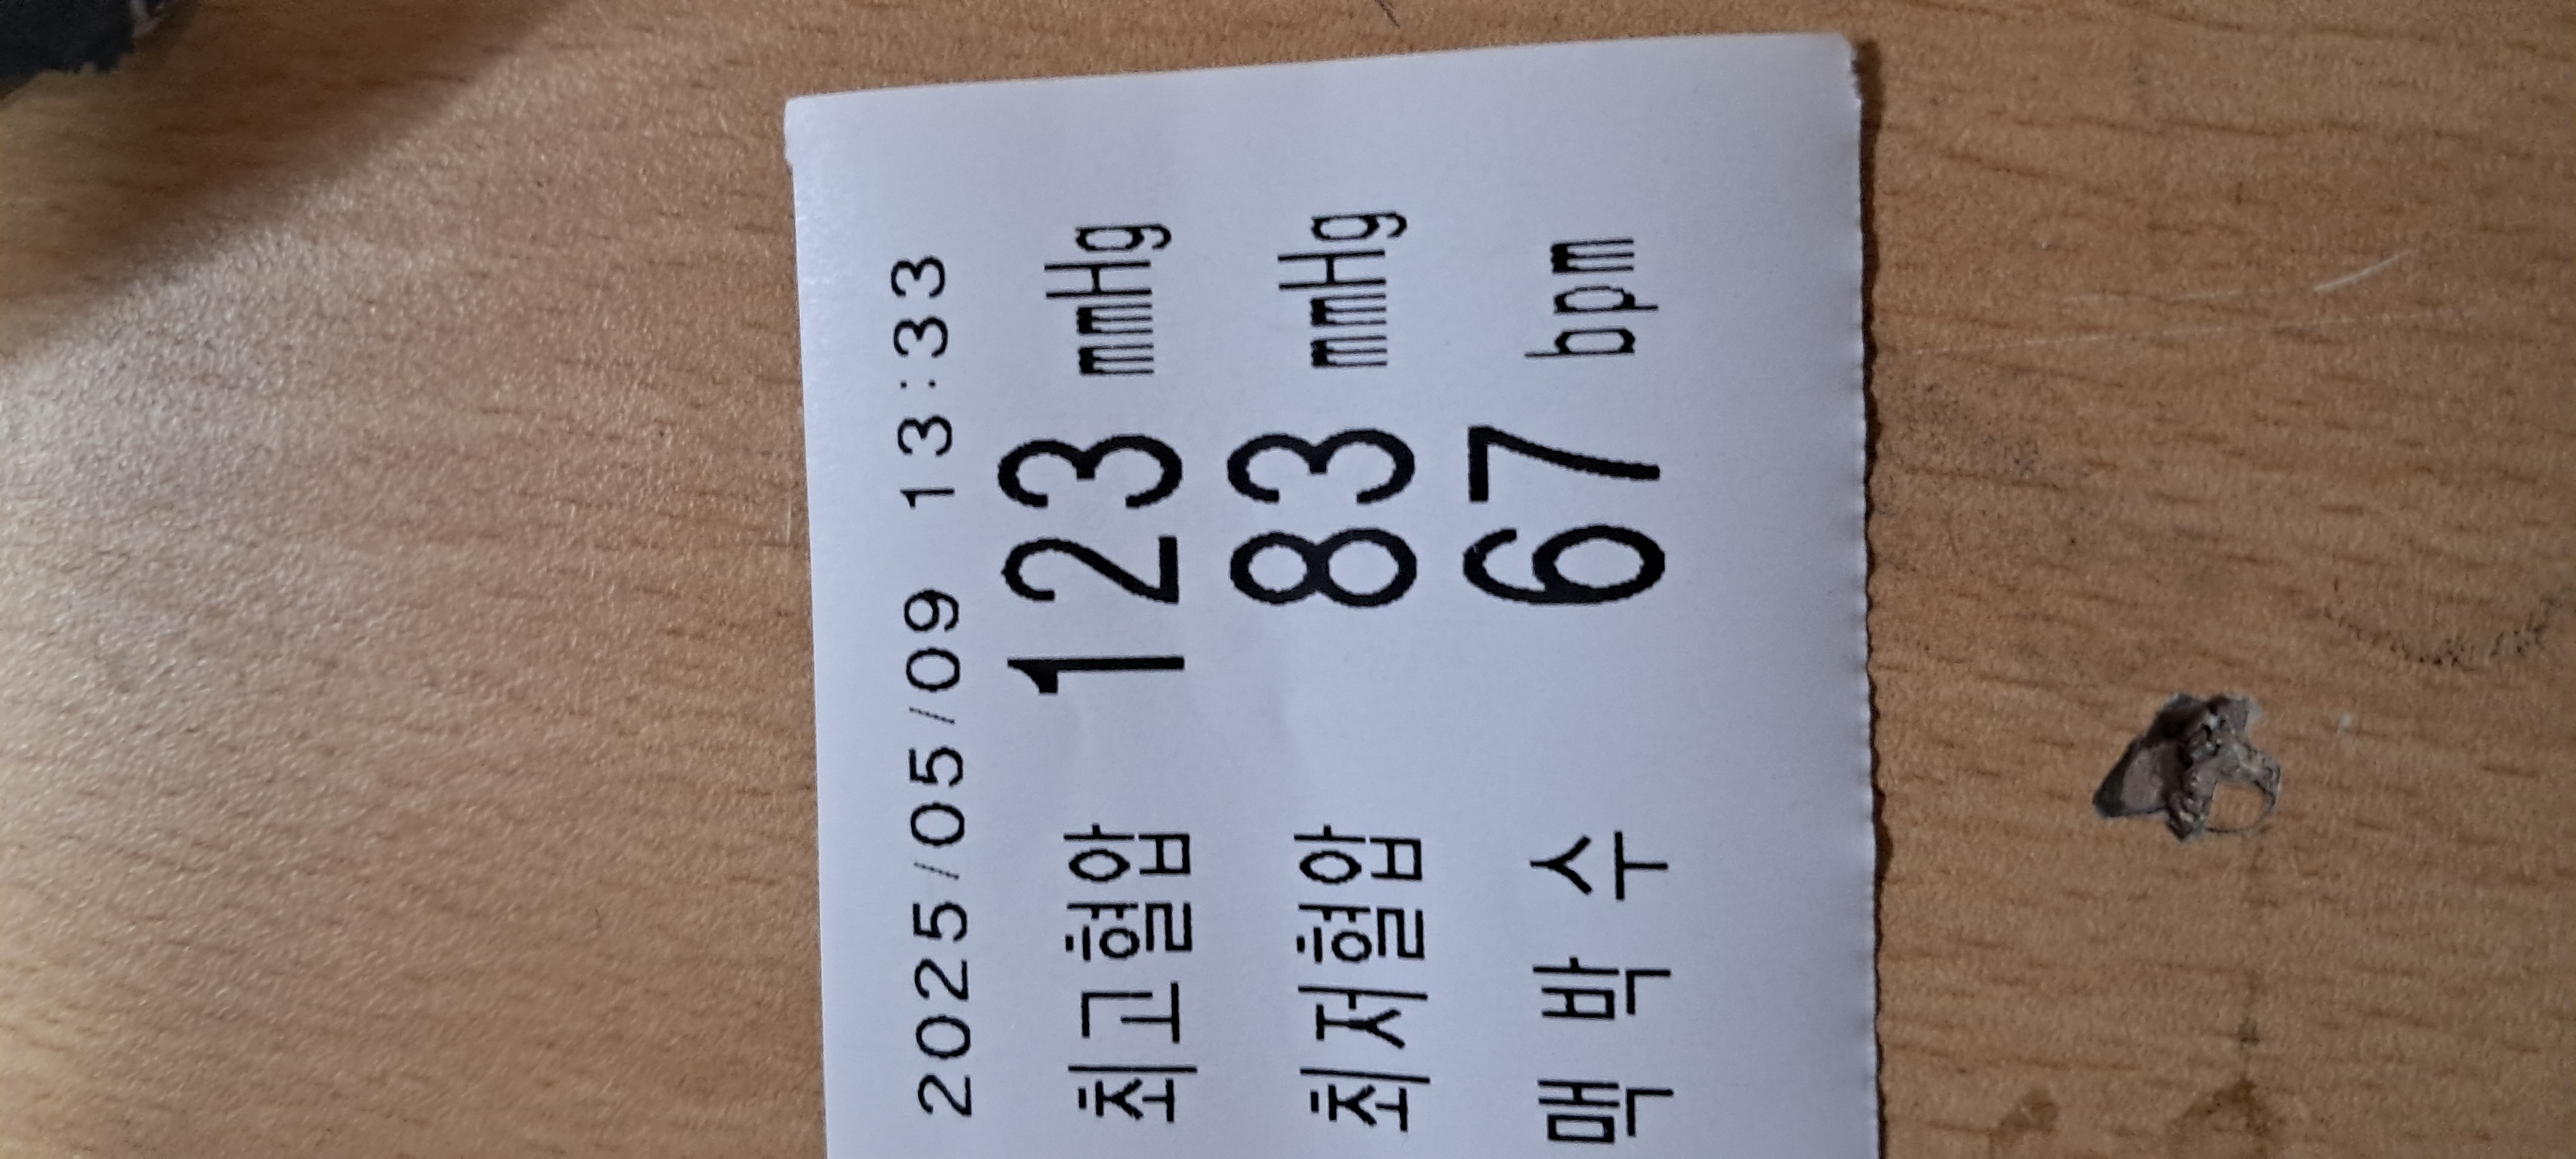 2025/05/09 13:33
최고혈압 123 mmHg
최저혈압 83 mmHg
맥 박 수 67 bpm